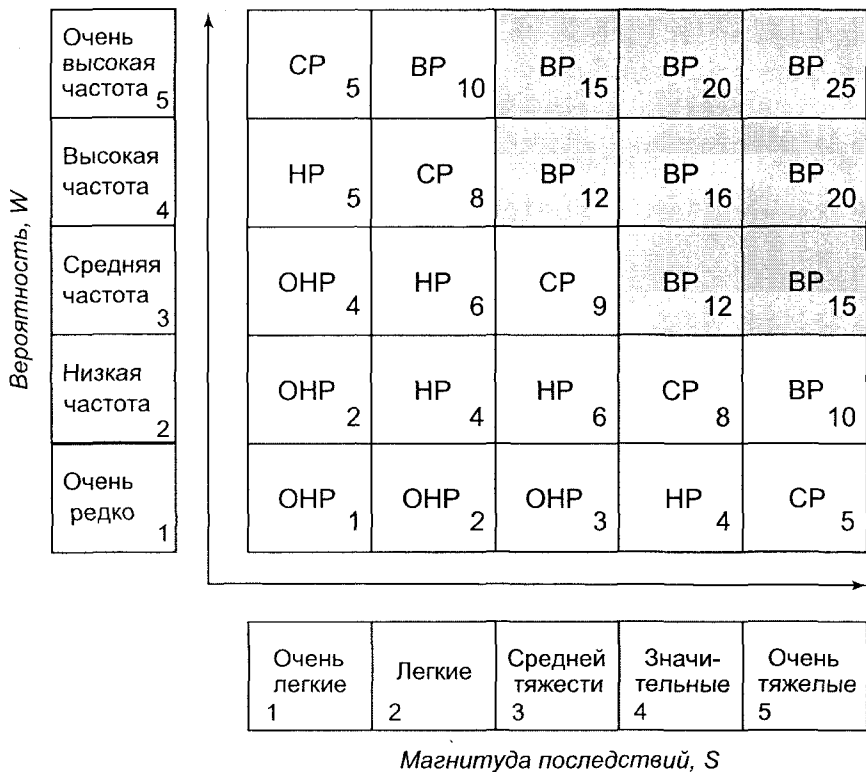 Вероятность, W
Очень
высокая
частота 5
СР 5
ВР 10
ВР 15
ВР 20
ВР 25
Высокая
частота
4
НР 5
СР 8
ВР 12
ВР 16
ВР 20
Средняя
частота
3
ОНР 4
НР 6
СР 9
ВР 12
ВР 15
Низкая
частота
2
ОНР 2
НР 4
НР 6
СР 8
ВР 10
Очень
редко
1
ОНР 1
ОНР 2
ОНР 3
НР 4
СР 5
Очень
легкие
1
Легкие
2
Средней
тяжести
3
Значи-
тельные
4
Очень
тяжелые
5
Магнитуда последствий, S